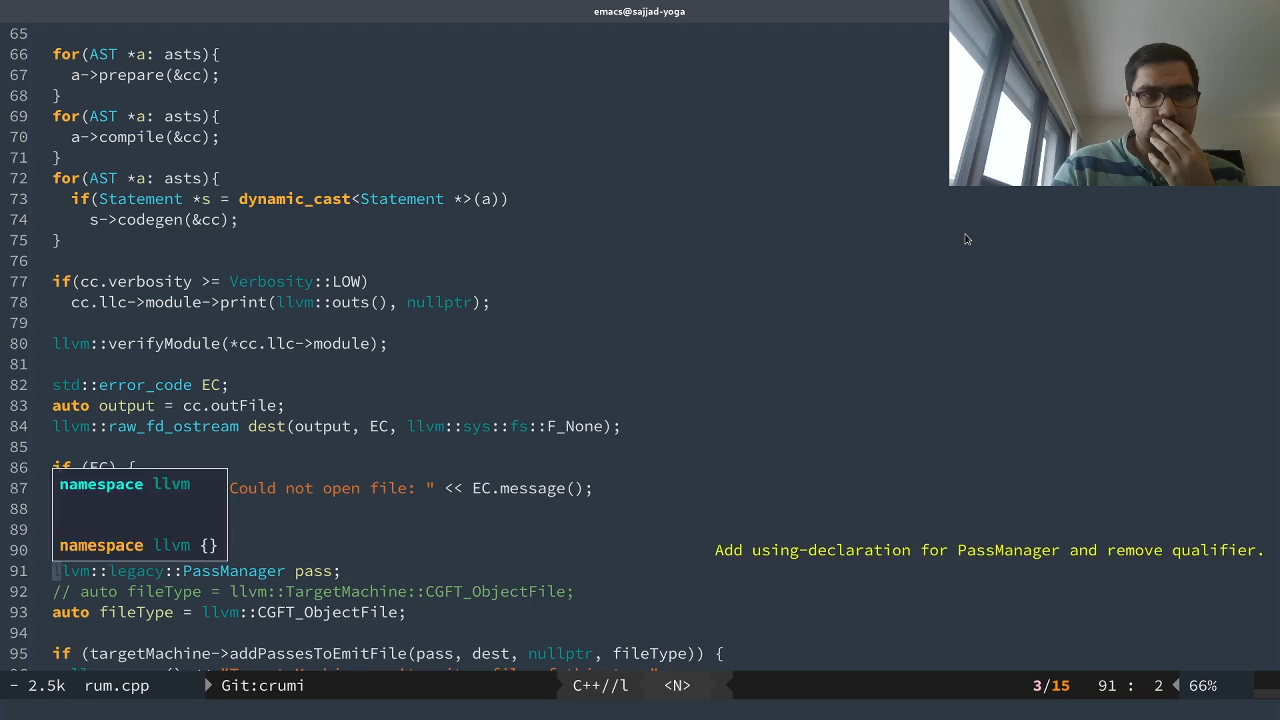 emacs@sajjad-yoga
65
66 for(AST *a: asts){
67 a->prepare(&cc);
68 }
69 for(AST *a: asts){
70 a->compile(&cc);
71 }
72 for(AST *a: asts){
73 if(Statement *s = dynamic_cast<Statement *>(a))
74 s->codegen(&cc);
75 }
76
77 if(cc.verbosity >= Verbosity::LOW)
78 cc.llc->module->print(llvm::outs(), nullptr);
79
80 llvm::verifyModule(*cc.llc->module);
81
82 std::error_code EC;
83 auto output = cc.outFile;
84 llvm::raw_fd_ostream dest(output, EC, llvm::sys::fs::F_None);
85
86 if (EC) {
namespace llvm
87 Could not open file: " << EC.message();
88
89
namespace llvm {}
90 Add using-declaration for PassManager and remove qualifier.
91 llvm::legacy::PassManager pass;
92 // auto fileType = llvm::TargetMachine::CGFT_ObjectFile;
93 auto fileType = llvm::CGFT_ObjectFile;
94
95 if (targetMachine->addPassesToEmitFile(pass, dest, nullptr, fileType)) {
- 2.5k rum.cpp Git:crumi C++//l <N> 3/15 91 : 2 66%